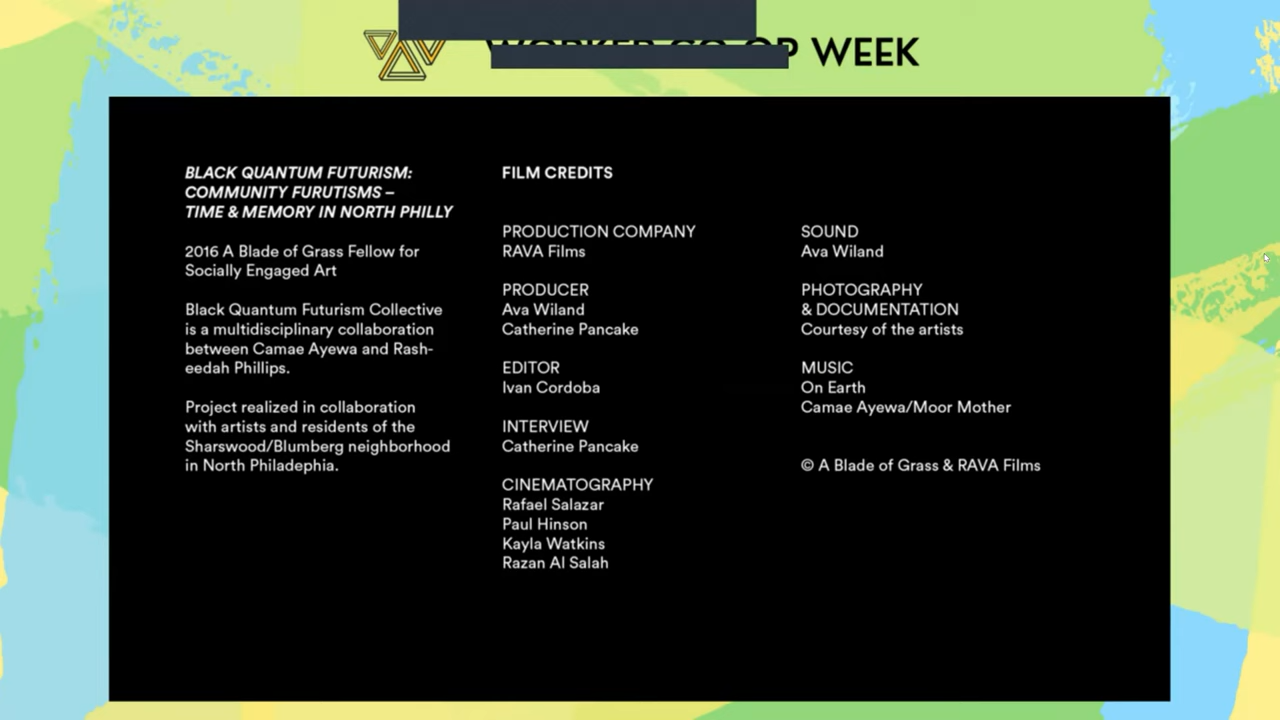 WORKER CO-OP WEEK
BLACK QUANTUM FUTURISM:
COMMUNITY FURUTISMS –
TIME & MEMORY IN NORTH PHILLY
2016 A Blade of Grass Fellow for
Socially Engaged Art
Black Quantum Futurism Collective
is a multidisciplinary collaboration
between Camae Ayewa and Rash-
eedah Phillips.
Project realized in collaboration
with artists and residents of the
Sharswood/Blumberg neighborhood
in North Philadephia.
FILM CREDITS
PRODUCTION COMPANY
RAVA Films
PRODUCER
Ava Wiland
Catherine Pancake
EDITOR
Ivan Cordoba
INTERVIEW
Catherine Pancake
CINEMATOGRAPHY
Rafael Salazar
Paul Hinson
Kayla Watkins
Razan Al Salah
SOUND
Ava Wiland
PHOTOGRAPHY
& DOCUMENTATION
Courtesy of the artists
MUSIC
On Earth
Camae Ayewa/Moor Mother
© A Blade of Grass & RAVA Films